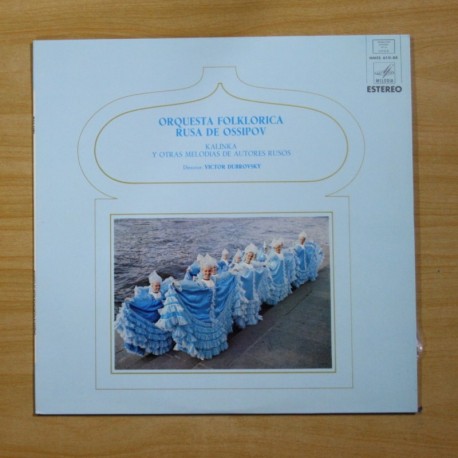 ORQUESTA FOLKLORICA
RUSA DE OSSIPOV
KALINKA
Y OTRAS MELODIAS DE AUTORES RUSOS
Director: VICTOR DUBROVSKY
ESTEREO